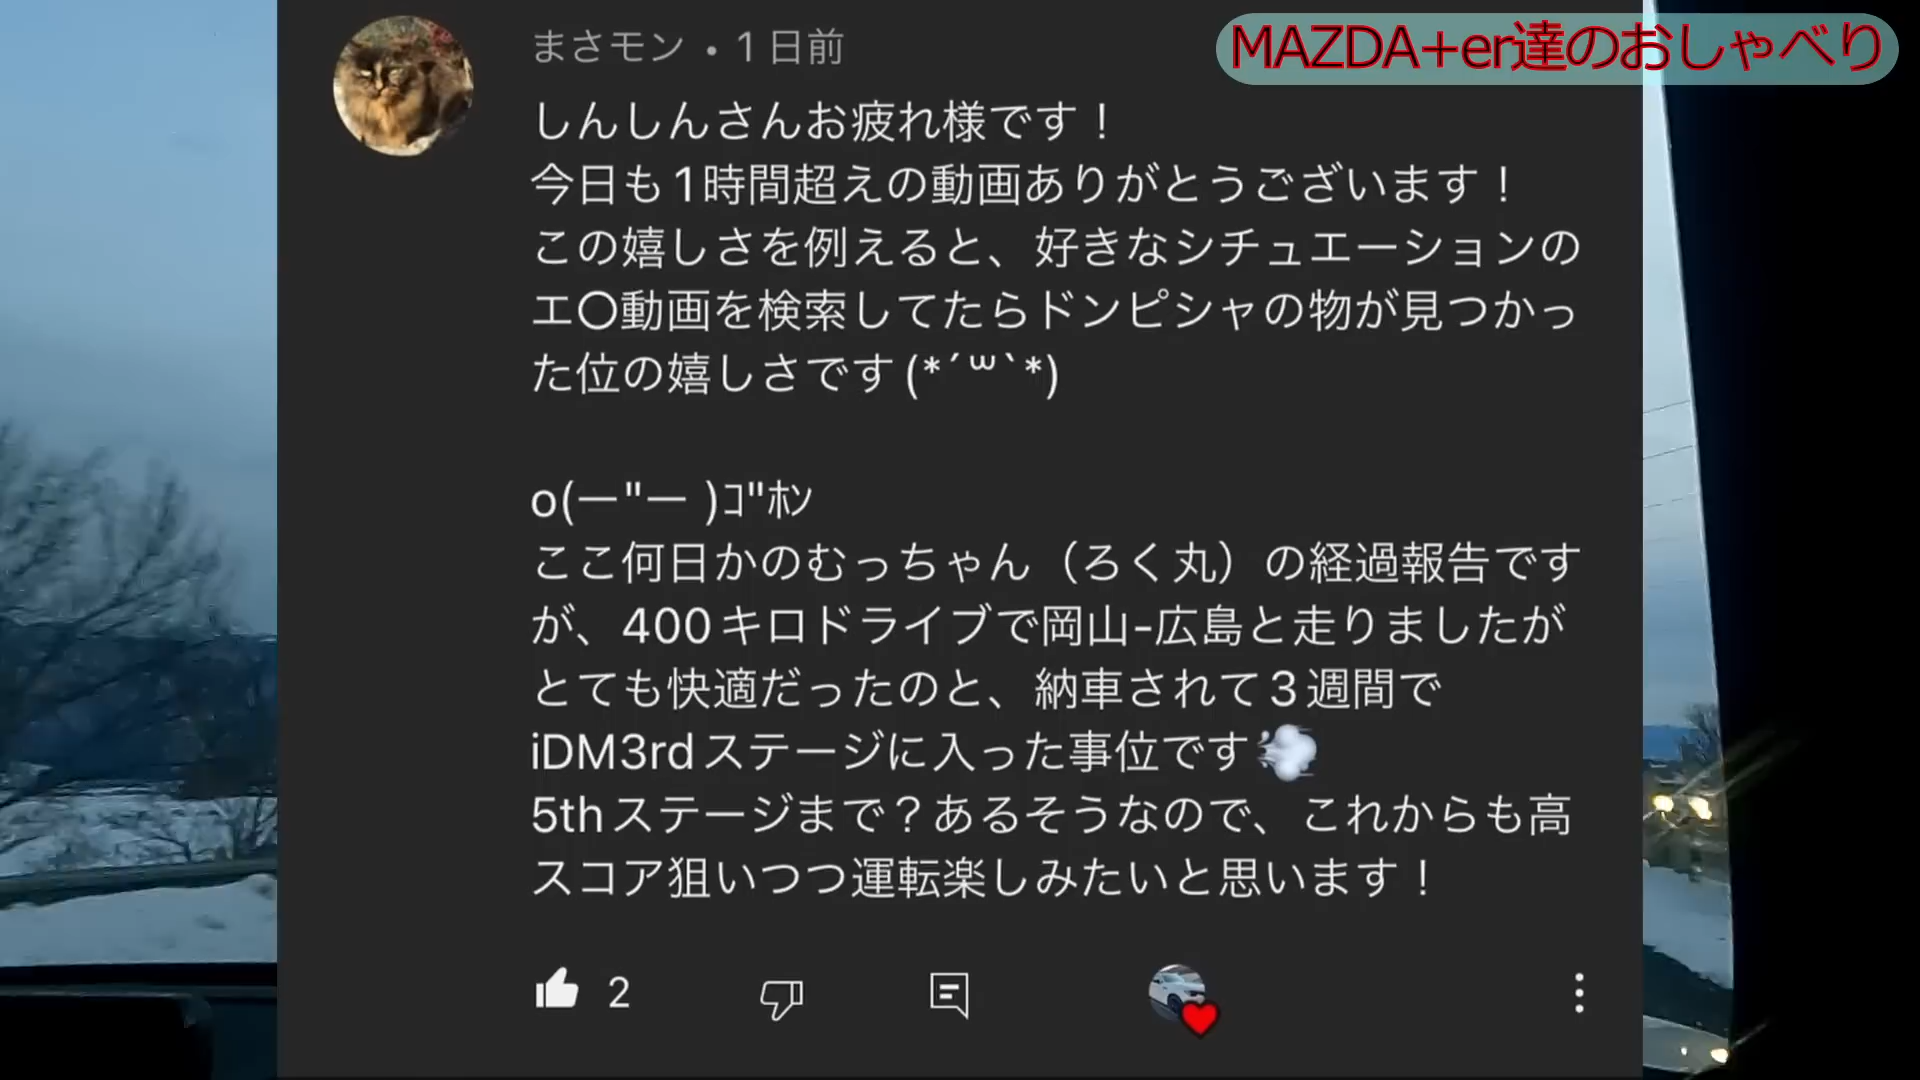 MAZDA+er達のおしゃべり
まさモン・1日前
しんしんさんお疲れ様です！
今日も1時間超えの動画ありがとうございます！
この嬉しさを例えると、好きなシチュエーションの
エ〇動画を検索してたらドンピシャの物が見つかっ
た位の嬉しさです(*´꒳`*)
o(ー"ー )ｺ"ﾎﾝ
ここ何日かのむっちゃん（ろく丸）の経過報告です
が、400キロドライブで岡山-広島と走りましたが
とても快適だったのと、納車されて3週間で
iDM3rdステージに入った事位です💨
5thステージまで？あるそうなので、これからも高
スコア狙いつつ運転楽しみたいと思います！
2